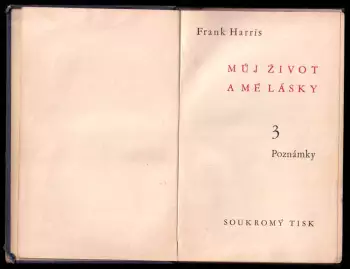 Frank Harris
MŮJ ŽIVOT
A MÉ LÁSKY
3
Poznámky
SOUKROMÝ TISK